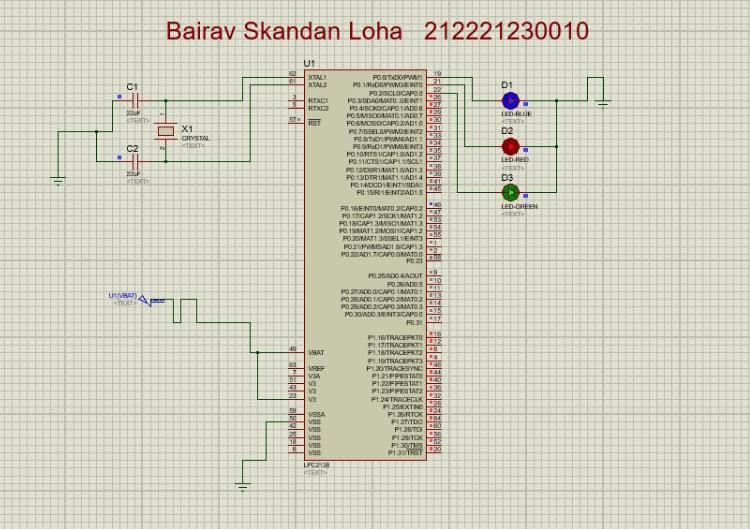 Bairav Skandan Loha 212221230010
U1
62 XTAL1
61 XTAL2
3 RTXC1
5 RTXC2
57 RST
P0.0/TxD0/PWM1 19
P0.1/RxD0/PWM3/EINT0 21
P0.2/SCL0/CAP0.0 22
P0.3/SDA0/MAT0.0/EINT1 26
P0.4/SCK0/CAP0.1/AD0.6 27
P0.5/MISO0/MAT0.1/AD0.7 29
P0.6/MOSI0/CAP0.2/AD1.0 30
P0.7/SSEL0/PWM2/EINT2 31
P0.8/TxD1/PWM4/AD1.1 33
P0.9/RxD1/PWM6/EINT3 34
P0.10/RTS1/CAP1.0/AD1.2 35
P0.11/CTS1/CAP1.1/SCL1 37
P0.12/DSR1/MAT1.0/AD1.3 38
P0.13/DTR1/MAT1.1/AD1.4 39
P0.14/DCD1/EINT1/SDA1 41
P0.15/RI1/EINT2/AD1.5 45
P0.16/EINT0/MAT0.2/CAP0.2 46
P0.17/CAP1.2/SCK1/MAT1.2 47
P0.18/CAP1.3/MISO1/MAT1.3 53
P0.19/MAT1.2/MOSI1/CAP1.2 54
P0.20/MAT1.3/SSEL1/EINT3 55
P0.21/PWM5/AD1.6/CAP1.3 1
P0.22/AD1.7/CAP0.0/MAT0.0 2
P0.23 58
P0.25/AD0.4/AOUT 9
P0.26/AD0.5 10
P0.27/AD0.0/CAP0.1/MAT0.1 11
P0.28/AD0.1/CAP0.2/MAT0.2 13
P0.29/AD0.2/CAP0.3/MAT0.3 14
P0.30/AD0.3/EINT3/CAP0.0 15
P0.31 17
P1.16/TRACEPKT0 16
P1.17/TRACEPKT1 12
P1.18/TRACEPKT2 8
P1.19/TRACEPKT3 4
P1.20/TRACESYNC 48
P1.21/PIPESTAT0 44
P1.22/PIPESTAT1 40
P1.23/PIPESTAT2 36
P1.24/TRACECLK 32
P1.25/EXTIN0 28
P1.26/RTCK 24
P1.27/TDO 64
P1.28/TDI 60
P1.29/TCK 56
P1.30/TMS 52
P1.31/TRST 20
49 VBAT
63 VREF
7 V3A
51 V3
43 V3
23 V3
59 VSSA
50 VSS
42 VSS
25 VSS
18 VSS
6 VSS
LPC2138
<TEXT>
C1
22uF
<TEXT>
X1
CRYSTAL
<TEXT>
1
2
C2
22uF
<TEXT>
U1(VBAT)
<TEXT>
D1
LED-BLUE
<TEXT>
D2
LED-RED
<TEXT>
D3
LED-GREEN
<TEXT>